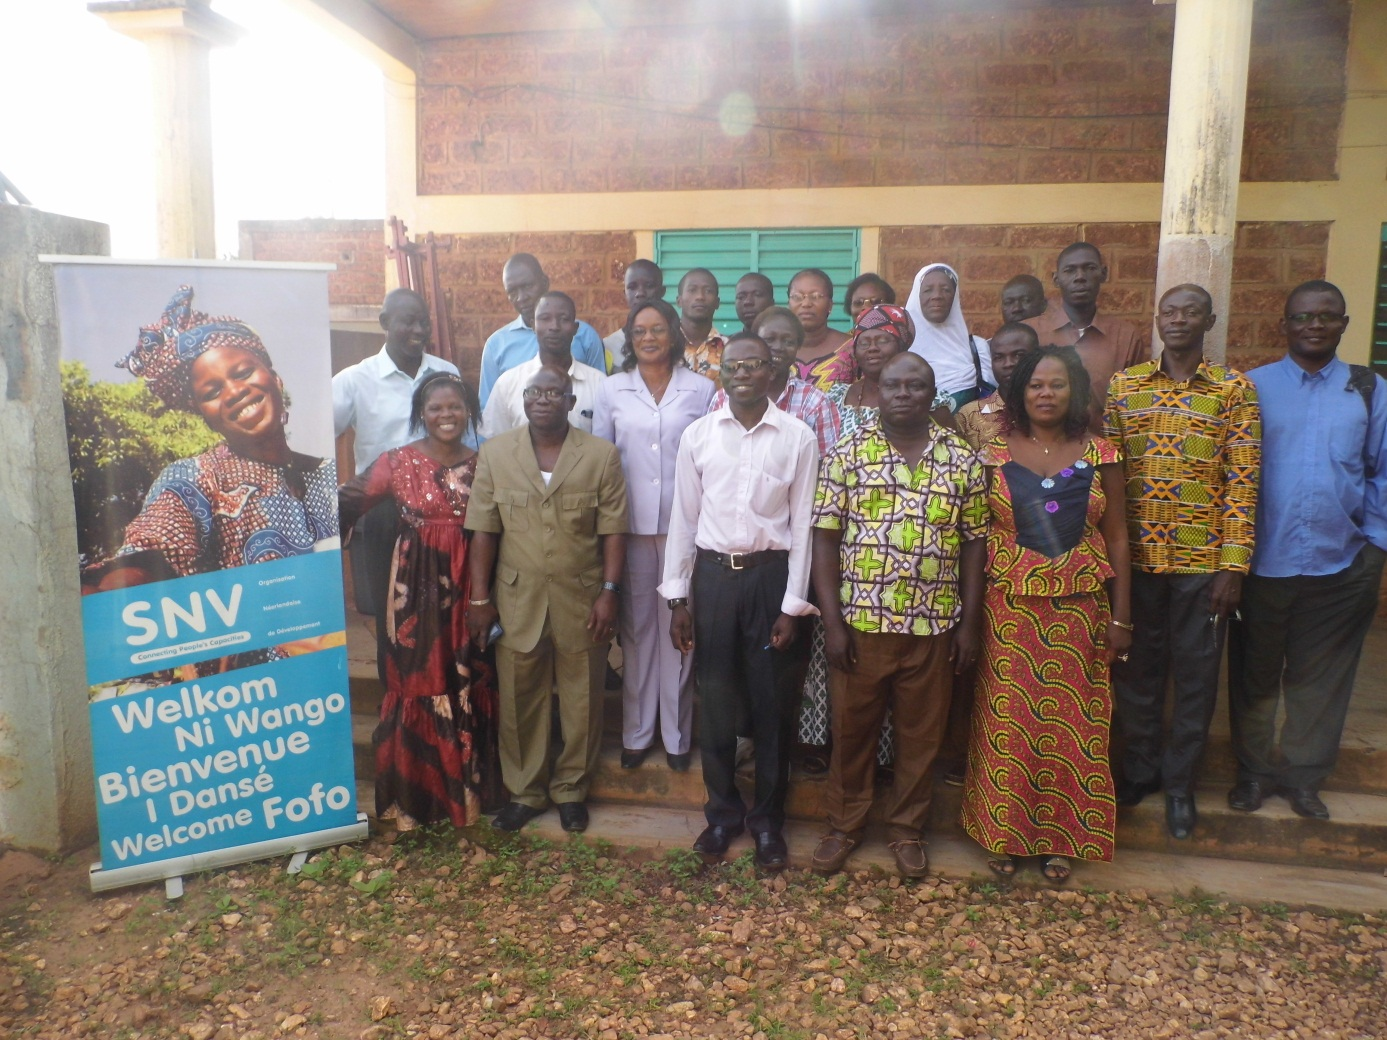 SNV
Connecting People's Capacities
Organisation
Néerlandaise
de Développement
Welkom
Ni Wango
Bienvenue
I Dansé
Welcome Fofo